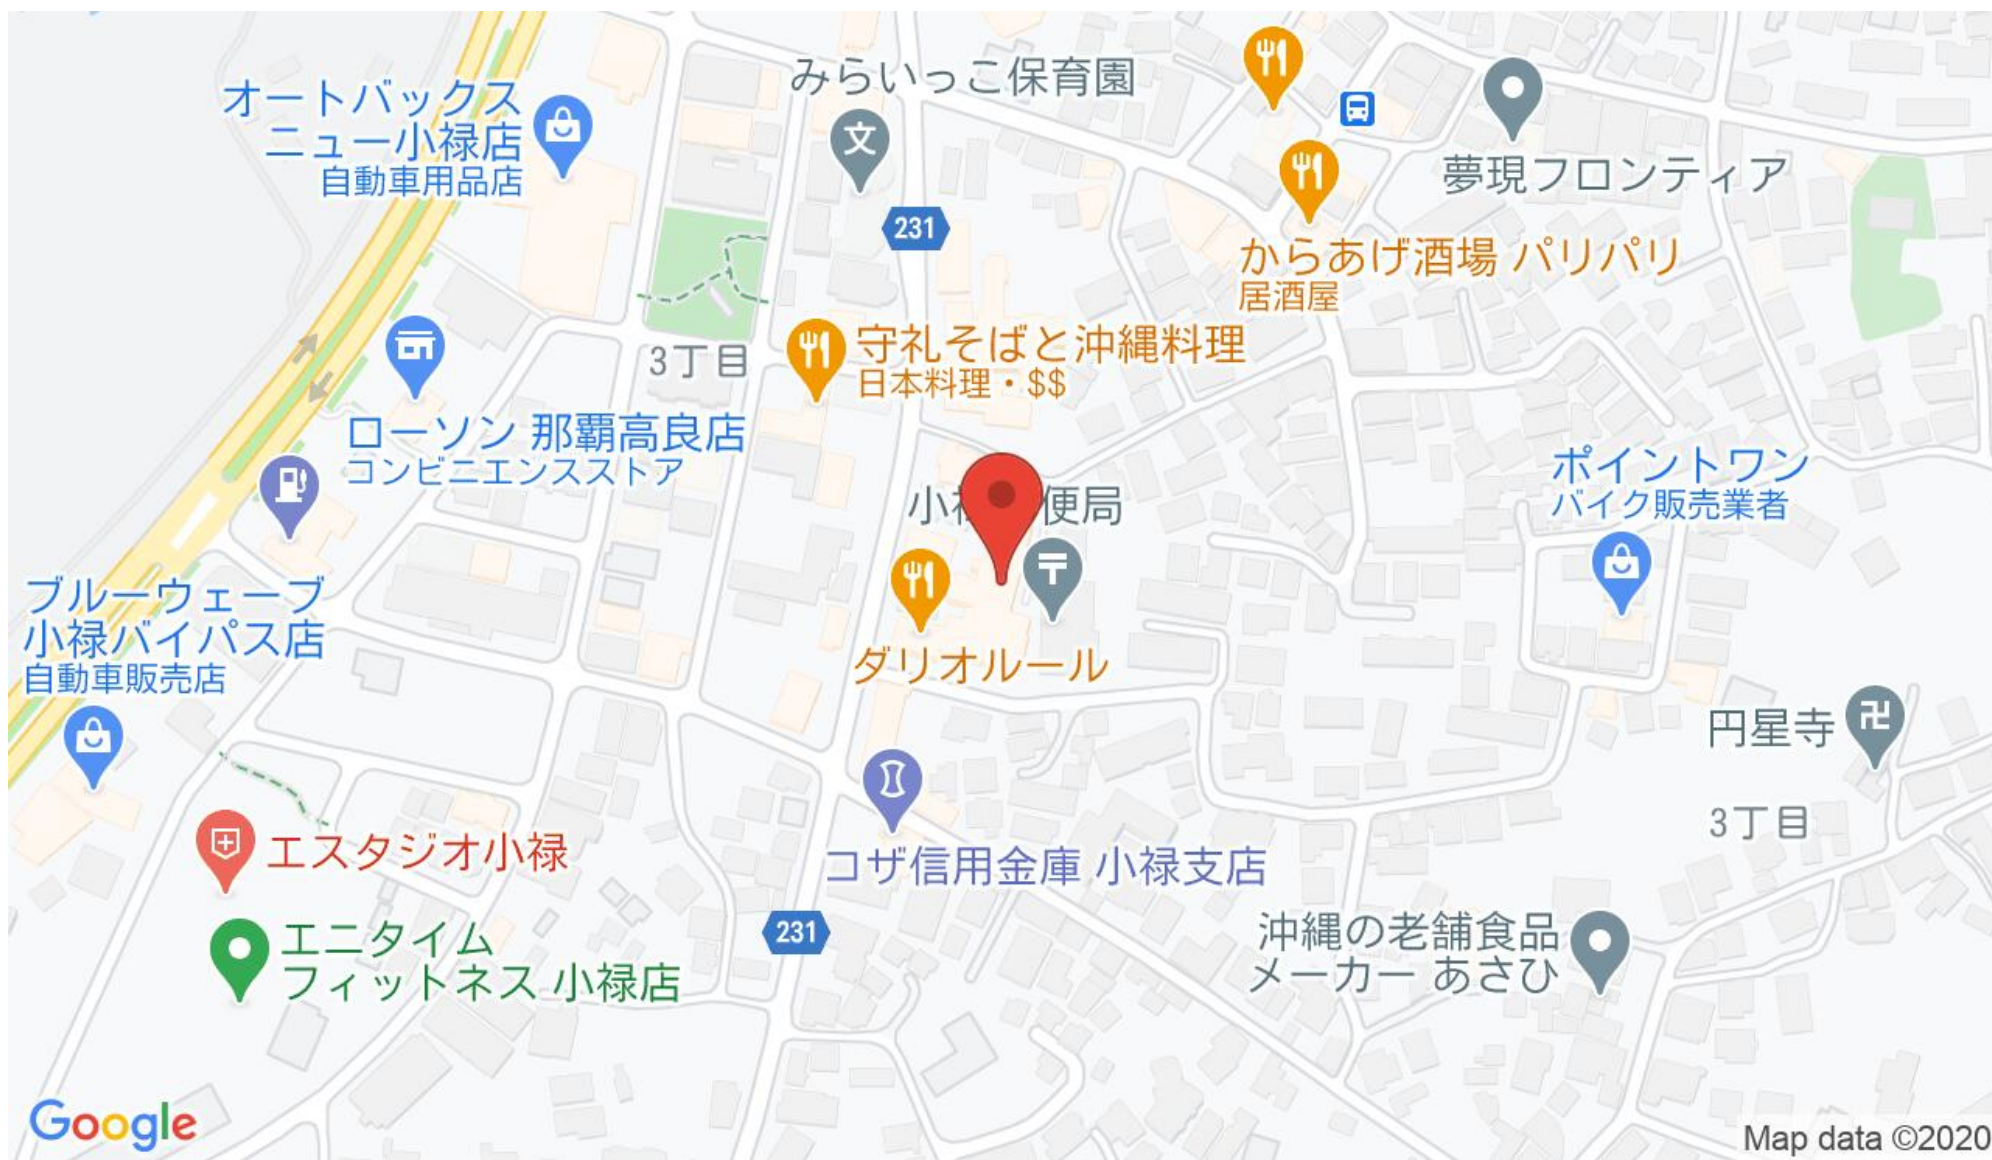 みらいっこ保育園
オートバックス
ニュー小禄店
自動車用品店
文
夢現フロンティア
231
からあげ酒場 パリパリ
居酒屋
守礼そばと沖縄料理
日本料理・$$
3丁目
ローソン 那覇高良店
コンビニエンスストア
ポイントワン
バイク販売業者
小禄
便局
〒
ブルーウェーブ
小禄バイパス店
自動車販売店
ダリオルール
円星寺
卍
3丁目
エスタジオ小禄
コザ信用金庫 小禄支店
231
エニタイム
フィットネス 小禄店
沖縄の老舗食品
メーカー あさひ
Google
Map data ©2020